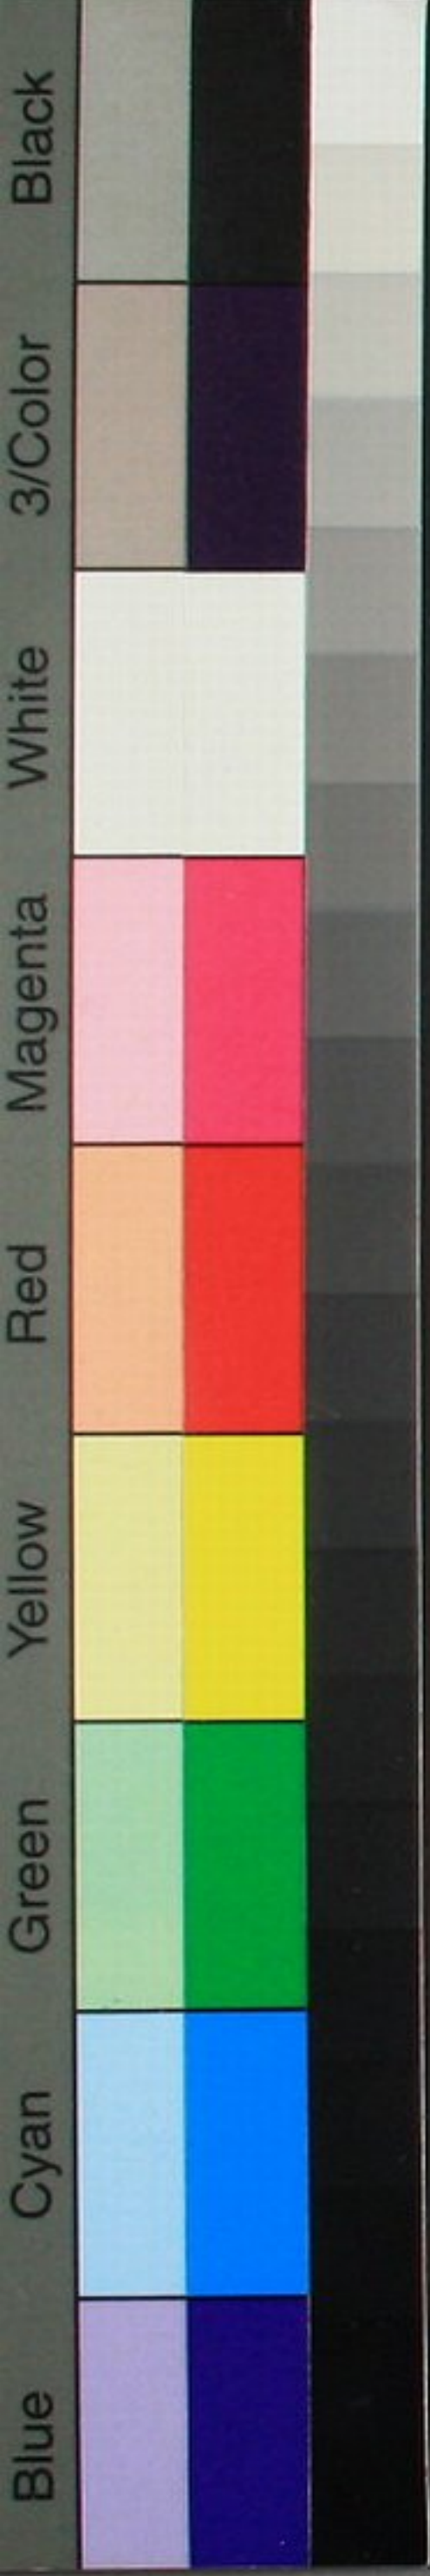 Black
3/Color
White
Magenta
Red
Yellow
Green
Cyan
Blue